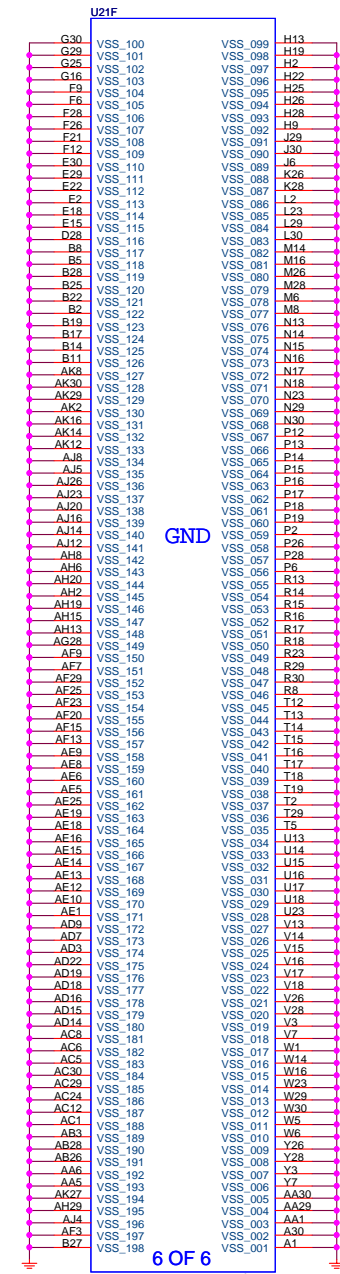 U21F
G30 VSS_100 VSS_099 H13
G29 VSS_101 VSS_098 H19
G25 VSS_102 VSS_097 H2
G16 VSS_103 VSS_096 H22
F9 VSS_104 VSS_095 H25
F6 VSS_105 VSS_094 H26
F28 VSS_106 VSS_093 H28
F26 VSS_107 VSS_092 H9
F21 VSS_108 VSS_091 J29
F12 VSS_109 VSS_090 J30
E30 VSS_110 VSS_089 J6
E29 VSS_111 VSS_088 K26
E22 VSS_112 VSS_087 K28
E2 VSS_113 VSS_086 L2
E18 VSS_114 VSS_085 L23
E15 VSS_115 VSS_084 L29
D28 VSS_116 VSS_083 L30
B8 VSS_117 VSS_082 M14
B5 VSS_118 VSS_081 M16
B28 VSS_119 VSS_080 M26
B25 VSS_120 VSS_079 M28
B22 VSS_121 VSS_078 M6
B2 VSS_122 VSS_077 M8
B19 VSS_123 VSS_076 N13
B17 VSS_124 VSS_075 N14
B14 VSS_125 VSS_074 N15
B11 VSS_126 VSS_073 N16
AK8 VSS_127 VSS_072 N17
AK30 VSS_128 VSS_071 N18
AK29 VSS_129 VSS_070 N23
AK2 VSS_130 VSS_069 N29
AK16 VSS_131 VSS_068 N30
AK14 VSS_132 VSS_067 P12
AK12 VSS_133 VSS_066 P13
AJ8 VSS_134 VSS_065 P14
AJ5 VSS_135 VSS_064 P15
AJ26 VSS_136 VSS_063 P16
AJ23 VSS_137 VSS_062 P17
AJ20 VSS_138 VSS_061 P18
AJ16 VSS_139 VSS_060 P19
AJ14 VSS_140 GND VSS_059 P2
AJ12 VSS_141 VSS_058 P26
AH8 VSS_142 VSS_057 P28
AH6 VSS_143 VSS_056 P6
AH20 VSS_144 VSS_055 R13
AH2 VSS_145 VSS_054 R14
AH19 VSS_146 VSS_053 R15
AH15 VSS_147 VSS_052 R16
AH13 VSS_148 VSS_051 R17
AG28 VSS_149 VSS_050 R18
AF9 VSS_150 VSS_049 R23
AF7 VSS_151 VSS_048 R29
AF29 VSS_152 VSS_047 R30
AF25 VSS_153 VSS_046 R8
AF23 VSS_154 VSS_045 T12
AF20 VSS_155 VSS_044 T13
AF15 VSS_156 VSS_043 T14
AF13 VSS_157 VSS_042 T15
AE9 VSS_158 VSS_041 T16
AE8 VSS_159 VSS_040 T17
AE6 VSS_160 VSS_039 T18
AE5 VSS_161 VSS_038 T19
AE25 VSS_162 VSS_037 T2
AE19 VSS_163 VSS_036 T29
AE18 VSS_164 VSS_035 T5
AE16 VSS_165 VSS_034 U13
AE15 VSS_166 VSS_033 U14
AE14 VSS_167 VSS_032 U15
AE13 VSS_168 VSS_031 U16
AE12 VSS_169 VSS_030 U17
AE10 VSS_170 VSS_029 U18
AE1 VSS_171 VSS_028 U23
AD9 VSS_172 VSS_027 V13
AD7 VSS_173 VSS_026 V14
AD3 VSS_174 VSS_025 V15
AD22 VSS_175 VSS_024 V16
AD19 VSS_176 VSS_023 V17
AD18 VSS_177 VSS_022 V18
AD16 VSS_178 VSS_021 V26
AD15 VSS_179 VSS_020 V28
AD14 VSS_180 VSS_019 V3
AC8 VSS_181 VSS_018 V7
AC6 VSS_182 VSS_017 W1
AC5 VSS_183 VSS_016 W14
AC30 VSS_184 VSS_015 W16
AC29 VSS_185 VSS_014 W23
AC24 VSS_186 VSS_013 W29
AC12 VSS_187 VSS_012 W30
AC1 VSS_188 VSS_011 W5
AB3 VSS_189 VSS_010 W6
AB28 VSS_190 VSS_009 Y26
AB26 VSS_191 VSS_008 Y28
AA6 VSS_192 VSS_007 Y3
AA5 VSS_193 VSS_006 Y7
AK27 VSS_194 VSS_005 AA30
AH29 VSS_195 VSS_004 AA29
AJ4 VSS_196 VSS_003 AA1
AF3 VSS_197 VSS_002 A30
B27 VSS_198 VSS_001 A1
6 OF 6